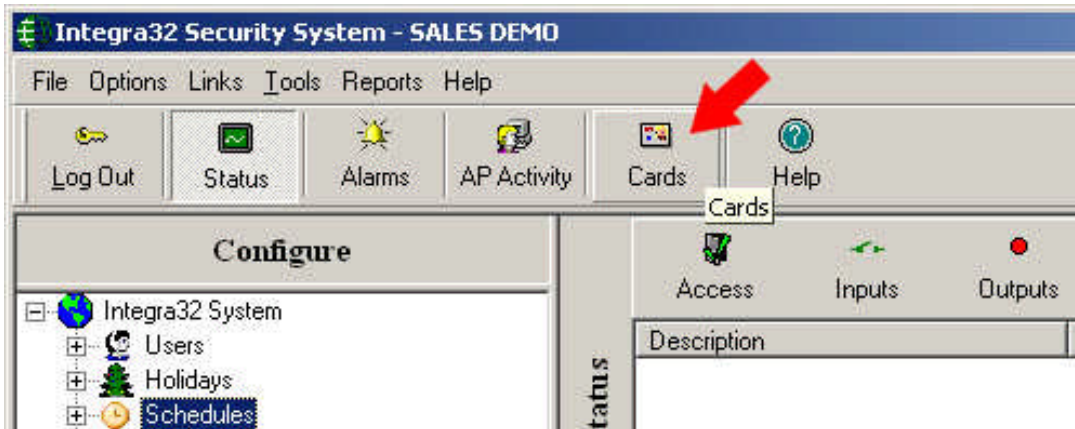 Integra32 Security System - SALES DEMO
File Options Links Tools Reports Help
Log Out Status Alarms AP Activity Cards Help
Cards
Configure
Access Inputs Outputs
Integra32 System
Description
Users
Holidays
Schedules